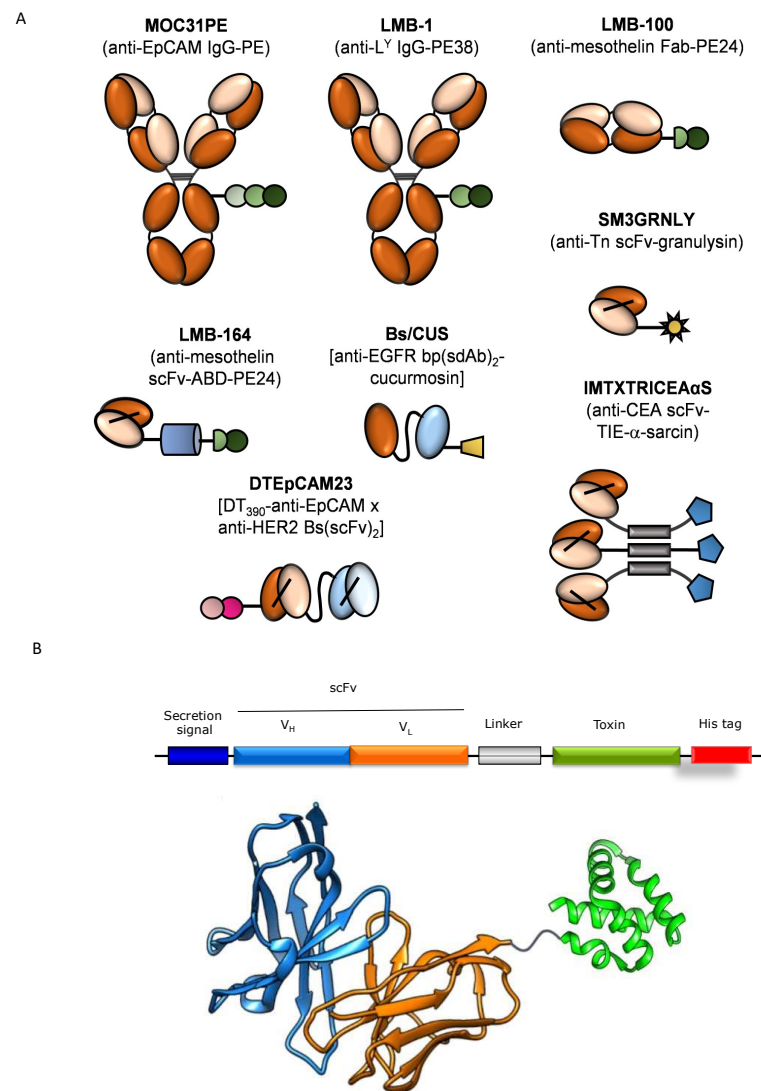 A
MOC31PE
(anti-EpCAM IgG-PE)
LMB-1
(anti-Lʸ IgG-PE38)
LMB-100
(anti-mesothelin Fab-PE24)
SM3GRNLY
(anti-Tn scFv-granulysin)
LMB-164
(anti-mesothelin
scFv-ABD-PE24)
Bs/CUS
[anti-EGFR bp(sdAb)₂-
cucurmosin]
IMTXTRICEAαS
(anti-CEA scFv-
TIE-α-sarcin)
DTEpCAM23
[DT₃₉₀-anti-EpCAM x
anti-HER2 Bs(scFv)₂]
B
scFv
Secretion
signal
V_H
V_L
Linker
Toxin
His tag